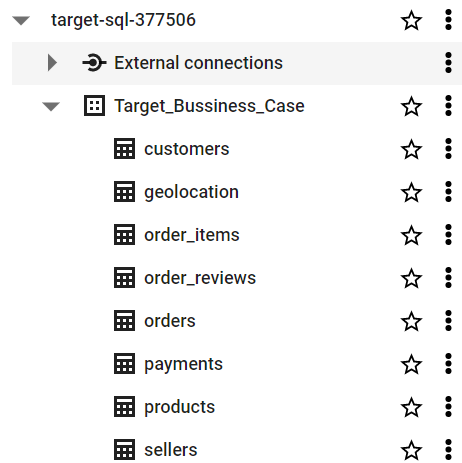 target-sql-377506
External connections
Target_Bussiness_Case
customers
geolocation
order_items
order_reviews
orders
payments
products
sellers